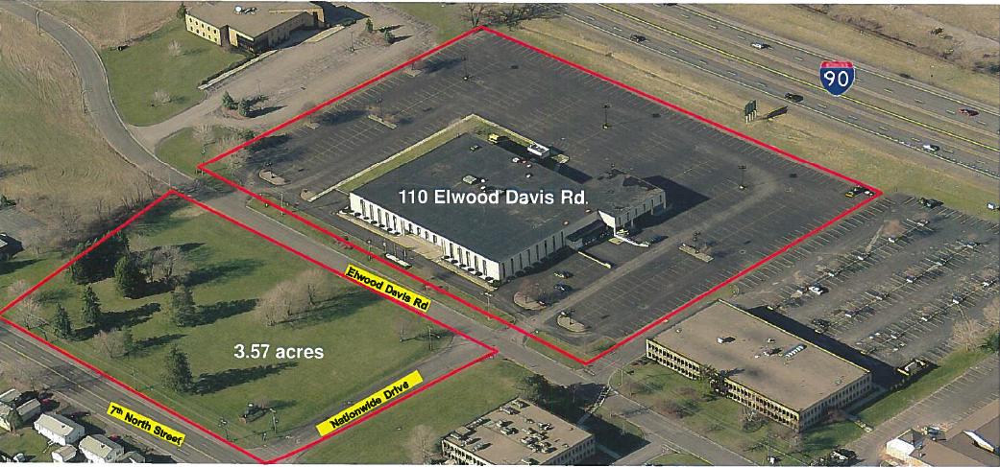 90
110 Elwood Davis Rd.
Elwood Davis Rd
3.57 acres
Nationwide Drive
7th North Street